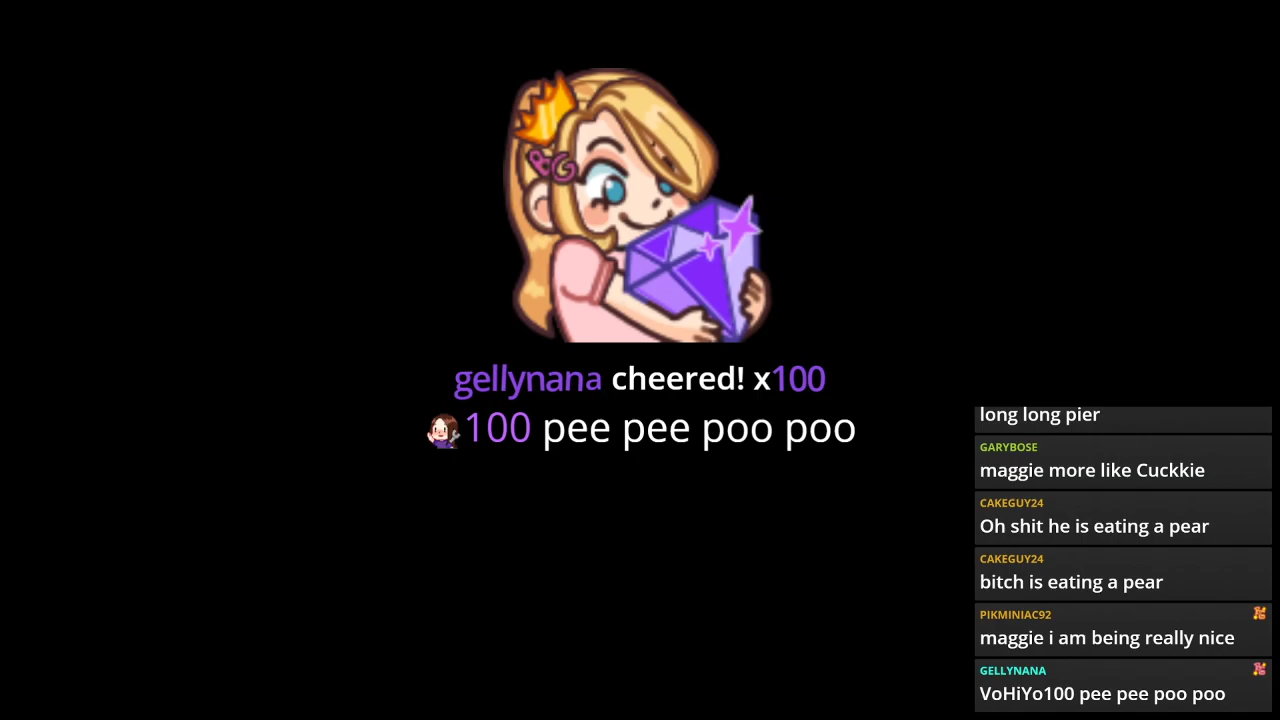 BG
gellynana cheered! x100
100 pee pee poo poo
long long pier
GARYBOSE
maggie more like Cuckkie
CAKEGUY24
Oh shit he is eating a pear
CAKEGUY24
bitch is eating a pear
PIKMINIAC92
maggie i am being really nice
GELLYNANA
VoHiYo100 pee pee poo poo